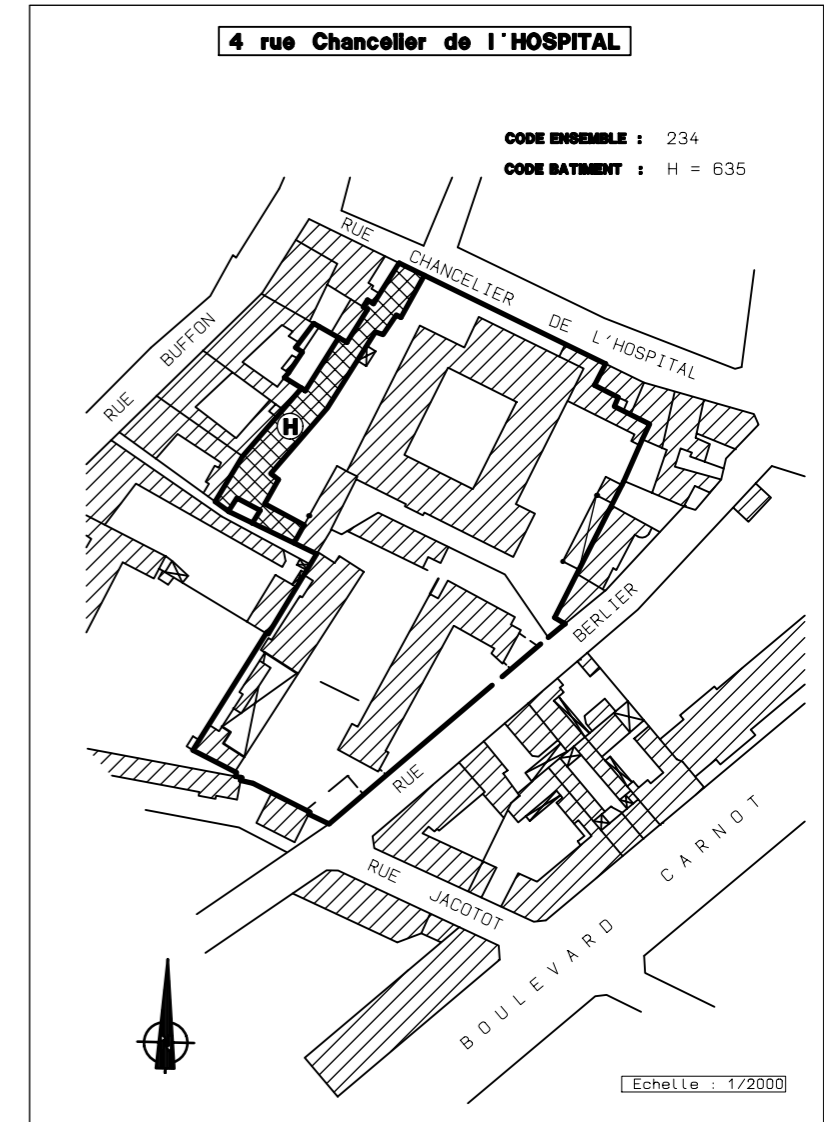 4 rue Chancelier de l'HOSPITAL
CODE ENSEMBLE : 234
CODE BATIMENT : H = 635
RUE CHANCELIER DE L'HOSPITAL
RUE BUFFON
H
RUE BERLIER
RUE JACOTOT
BOULEVARD CARNOT
Echelle : 1/2000